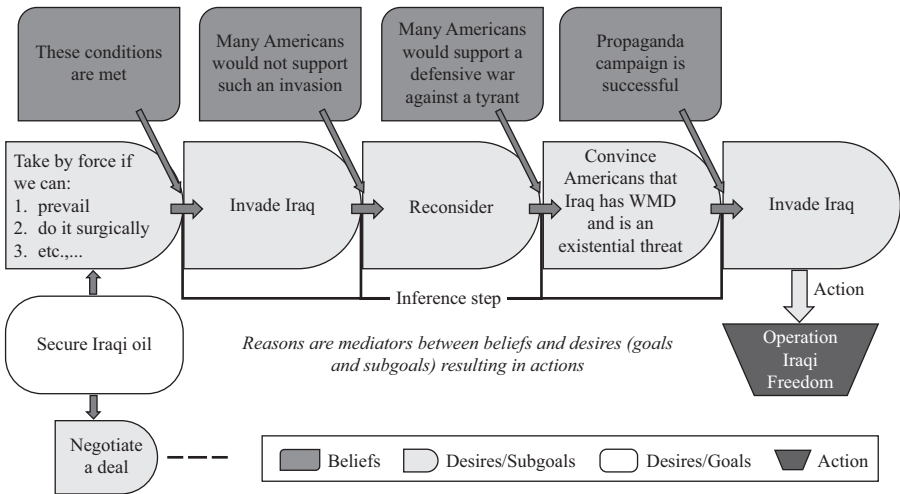 These conditions
are met
Many Americans
would not support
such an invasion
Many Americans
would support a
defensive war
against a tyrant
Propaganda
campaign is
successful
Take by force if
we can:
1. prevail
2. do it surgically
3. etc.,...
Invade Iraq
Reconsider
Convince
Americans that
Iraq has WMD
and is an
existential threat
Invade Iraq
Inference step
Action
Secure Iraqi oil
Reasons are mediators between beliefs and desires (goals
and subgoals) resulting in actions
Operation
Iraqi
Freedom
Negotiate
a deal
Beliefs
Desires/Subgoals
Desires/Goals
Action